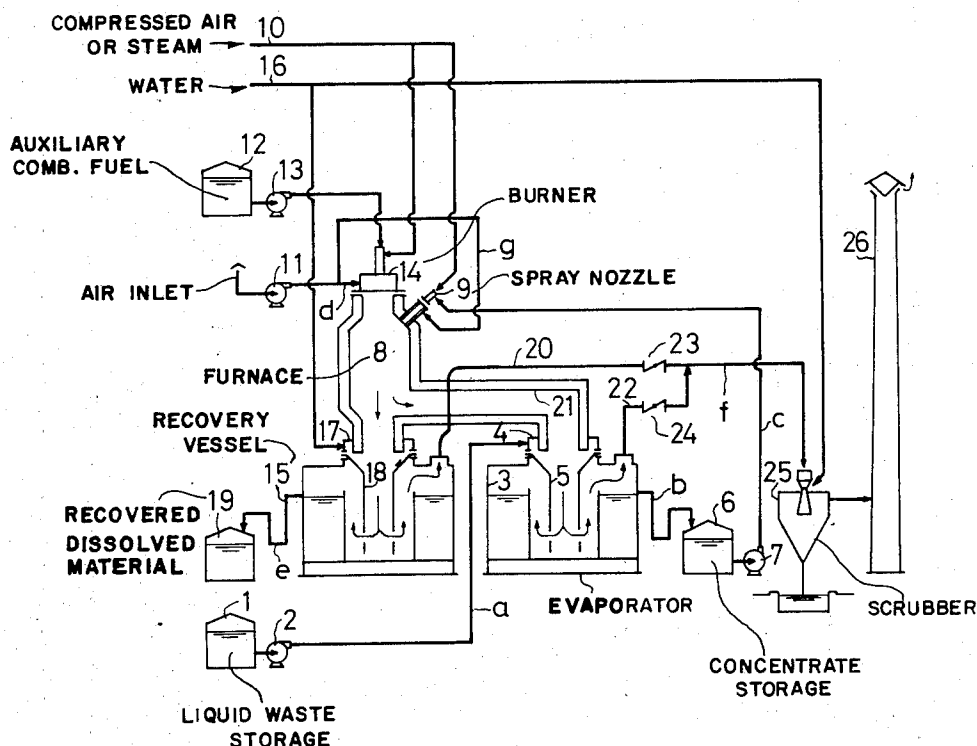 COMPRESSED AIR
OR STEAM
10
WATER
16
AUXILIARY
COMB. FUEL
12
13
BURNER
g
14
SPRAY NOZZLE
9
26
AIR INLET
11
d
8
FURNACE
20
23
22
f
21
24
c
RECOVERY
VESSEL
17
4
15
18
3
5
b
6
25
7
19
RECOVERED
DISSOLVED
MATERIAL
e
EVAPORATOR
a
SCRUBBER
1
2
CONCENTRATE
STORAGE
LIQUID WASTE
STORAGE